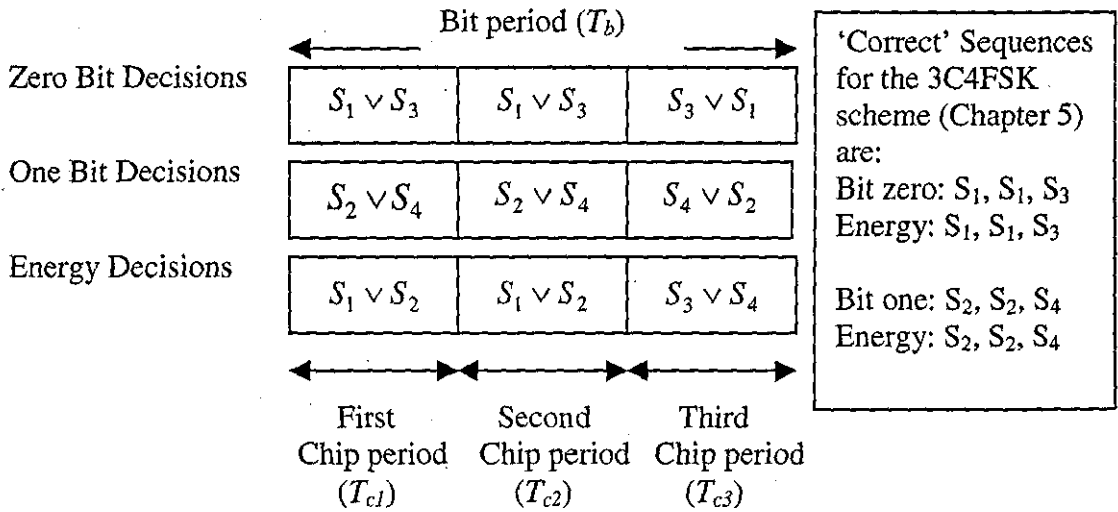 Bit period (T_b)
Zero Bit Decisions
S₁ ∨ S₃ S₁ ∨ S₃ S₃ ∨ S₁
One Bit Decisions
S₂ ∨ S₄ S₂ ∨ S₄ S₄ ∨ S₂
Energy Decisions
S₁ ∨ S₂ S₁ ∨ S₂ S₃ ∨ S₄
First Second Third
Chip period Chip period Chip period
(T_c1) (T_c2) (T_c3)
'Correct' Sequences
for the 3C4FSK
scheme (Chapter 5)
are:
Bit zero: S₁, S₁, S₃
Energy: S₁, S₁, S₃
Bit one: S₂, S₂, S₄
Energy: S₂, S₂, S₄